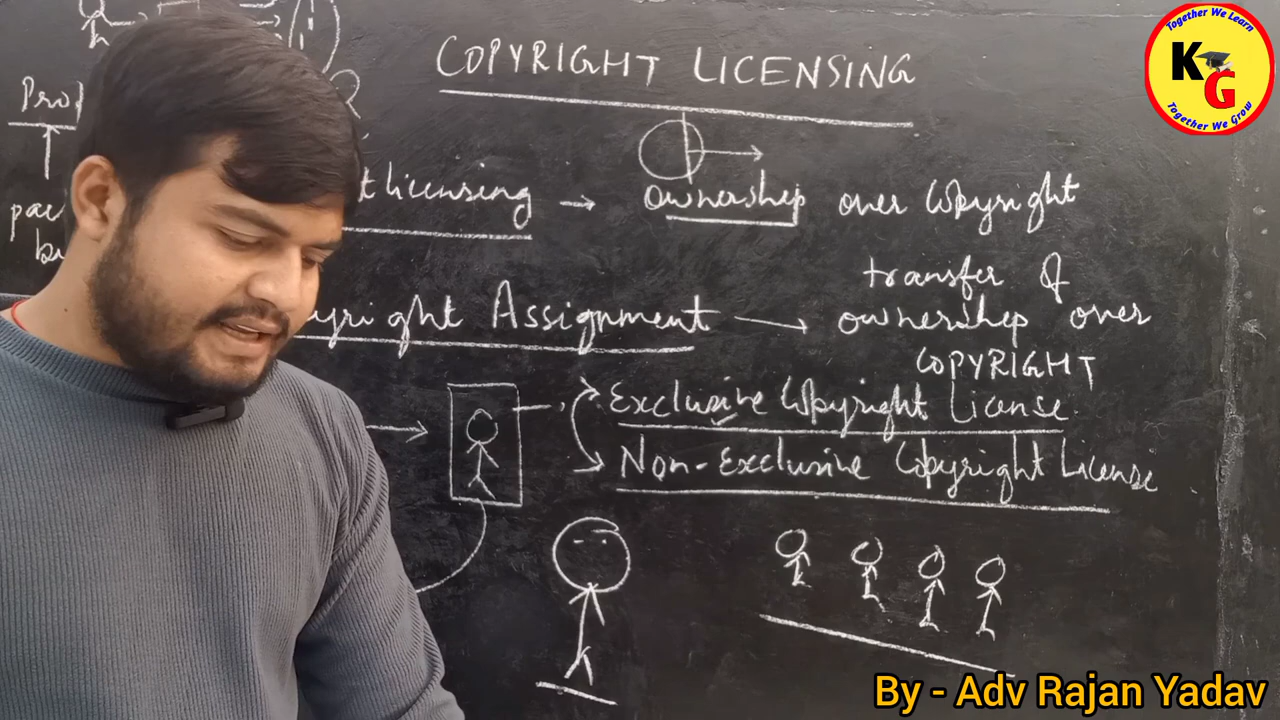 COPYRIGHT LICENSING
Together We Learn
KG
Together We Grow
t licensing → ownership over Copyright
Copyright Assignment → transfer of
ownership over
COPYRIGHT
Exclusive Copyright License
Non-Exclusive Copyright License
By - Adv Rajan Yadav